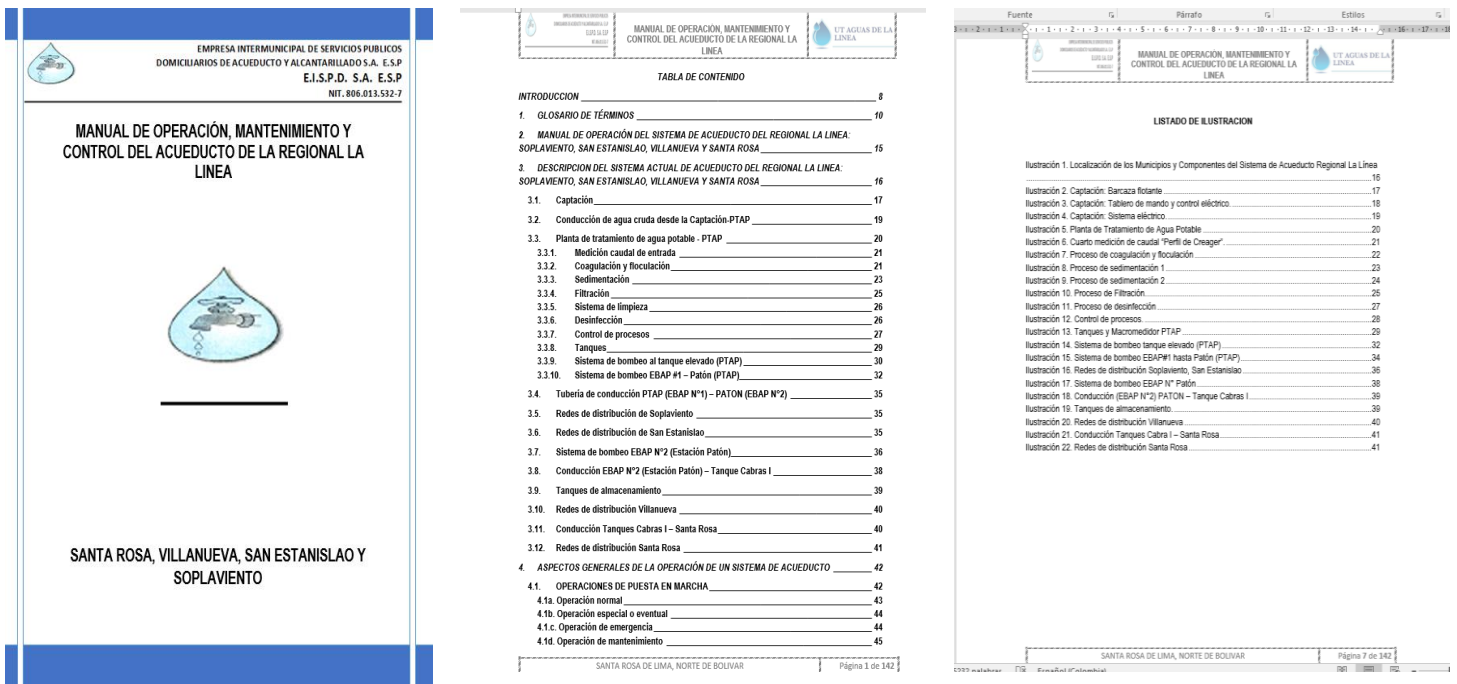 EMPRESA INTERMUNICIPAL DE SERVICIOS PUBLICOS
DOMICILIARIOS DE ACUEDUCTO Y ALCANTARILLADO S.A. E.S.P
E.I.S.P.D. S.A. E.S.P
NIT. 806.013.532-7
MANUAL DE OPERACIÓN, MANTENIMIENTO Y
CONTROL DEL ACUEDUCTO DE LA REGIONAL LA
LINEA
SANTA ROSA, VILLANUEVA, SAN ESTANISLAO Y
SOPLAVIENTO
MANUAL DE OPERACIÓN, MANTENIMIENTO Y
CONTROL DEL ACUEDUCTO DE LA REGIONAL LA
LINEA
UT AGUAS DE LA
LINEA
TABLA DE CONTENIDO
INTRODUCCION 8
1. GLOSARIO DE TÉRMINOS 10
2. MANUAL DE OPERACIÓN DEL SISTEMA DE ACUEDUCTO DEL REGIONAL LA LINEA:
SOPLAVIENTO, SAN ESTANISLAO, VILLANUEVA Y SANTA ROSA 15
3. DESCRIPCION DEL SISTEMA ACTUAL DE ACUEDUCTO DEL REGIONAL LA LINEA:
SOPLAVIENTO, SAN ESTANISLAO, VILLANUEVA Y SANTA ROSA 16
3.1. Captación 17
3.2. Conducción de agua cruda desde la Captación-PTAP 19
3.3. Planta de tratamiento de agua potable - PTAP 20
3.3.1. Medición caudal de entrada 21
3.3.2. Coagulación y floculación 21
3.3.3. Sedimentación 23
3.3.4. Filtración 25
3.3.5. Sistema de limpieza 26
3.3.6. Desinfección 26
3.3.7. Control de procesos 27
3.3.8. Tanques 29
3.3.9. Sistema de bombeo al tanque elevado (PTAP) 30
3.3.10. Sistema de bombeo EBAP #1 – Patón (PTAP) 32
3.4. Tubería de conducción PTAP (EBAP N°1) – PATON (EBAP N°2) 35
3.5. Redes de distribución de Soplaviento 35
3.6. Redes de distribución de San Estanislao 35
3.7. Sistema de bombeo EBAP N°2 (Estación Patón) 36
3.8. Conducción EBAP N°2 (Estación Patón) – Tanque Cabras I 38
3.9. Tanques de almacenamiento 39
3.10. Redes de distribución Villanueva 40
3.11. Conducción Tanques Cabras I – Santa Rosa 40
3.12. Redes de distribución Santa Rosa 41
4. ASPECTOS GENERALES DE LA OPERACIÓN DE UN SISTEMA DE ACUEDUCTO 42
4.1. OPERACIONES DE PUESTA EN MARCHA 42
4.1a. Operación normal 43
4.1b. Operación especial o eventual 44
4.1.c. Operación de emergencia 44
4.1d. Operación de mantenimiento 45
SANTA ROSA DE LIMA, NORTE DE BOLIVAR Página 1 de 142
Fuente Párrafo Estilos
MANUAL DE OPERACIÓN, MANTENIMIENTO Y
CONTROL DEL ACUEDUCTO DE LA REGIONAL LA
LINEA
UT AGUAS DE LA
LINEA
LISTADO DE ILUSTRACION
Ilustración 1. Localización de los Municipios y Componentes del Sistema de Acueducto Regional La Línea
16
Ilustración 2. Captación: Barcaza flotante 17
Ilustración 3. Captación: Tablero de mando y control eléctrico. 18
Ilustración 4. Captación: Sistema eléctrico 19
Ilustración 5. Planta de Tratamiento de Agua Potable 20
Ilustración 6. Cuarto medición de caudal "Perfil de Creager". 21
Ilustración 7. Proceso de coagulación y floculación 22
Ilustración 8. Proceso de sedimentación 1 23
Ilustración 9. Proceso de sedimentación 2 24
Ilustración 10. Proceso de Filtración 25
Ilustración 11. Proceso de desinfección 27
Ilustración 12. Control de procesos. 28
Ilustración 13. Tanques y Macromedidor PTAP 29
Ilustración 14. Sistema de bombeo tanque elevado (PTAP) 32
Ilustración 15. Sistema de bombeo EBAP#1 hasta Patón (PTAP) 34
Ilustración 16. Redes de distribución Soplaviento, San Estanislao 36
Ilustración 17. Sistema de bombeo EBAP N° Patón 38
Ilustración 18. Conducción (EBAP N°2) PATON – Tanque Cabras I 39
Ilustración 19. Tanques de almacenamiento. 39
Ilustración 20. Redes de distribución Villanueva 40
Ilustración 21. Conducción Tanques Cabra I – Santa Rosa 41
Ilustración 22. Redes de distribución Santa Rosa 41
SANTA ROSA DE LIMA, NORTE DE BOLIVAR Página 7 de 142
5232 palabras Español (Colombia)